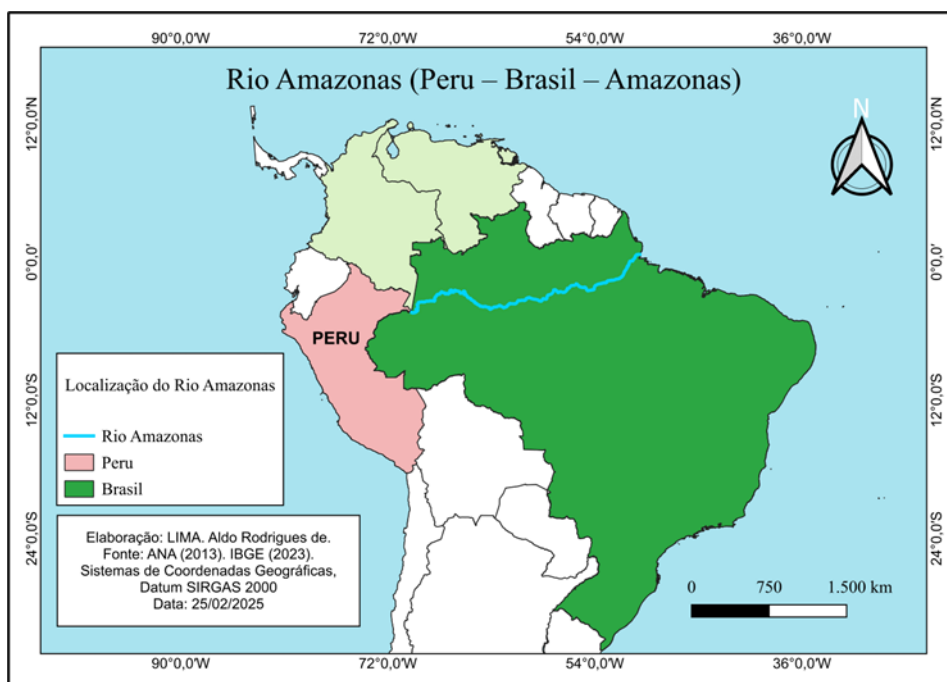 90°0,0'W 72°0,0'W 54°0,0'W 36°0,0'W
Rio Amazonas (Peru – Brasil – Amazonas)
N
12°0,0'N 12°0,0'N
0°0,0' 0°0,0'
PERU
12°0,0'S 12°0,0'S
Localização do Rio Amazonas
Rio Amazonas
Peru
Brasil
24°0,0'S 24°0,0'S
Elaboração: LIMA. Aldo Rodrigues de.
Fonte: ANA (2013). IBGE (2023).
Sistemas de Coordenadas Geográficas,
Datum SIRGAS 2000
Data: 25/02/2025
0 750 1.500 km
90°0,0'W 72°0,0'W 54°0,0'W 36°0,0'W